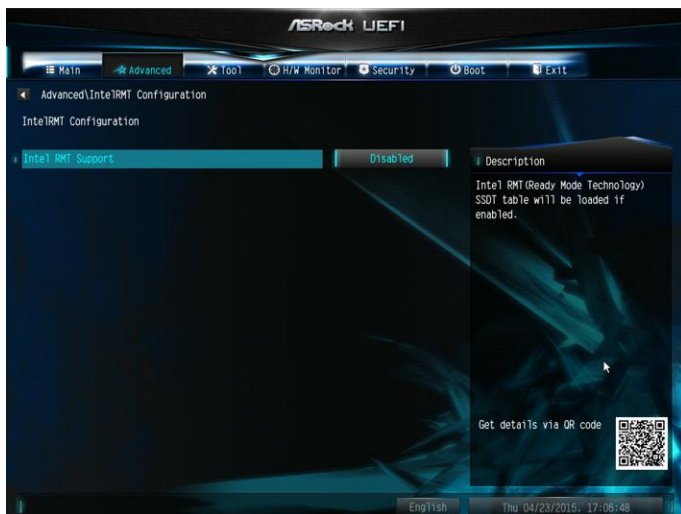 ASRock UEFI
Main Advanced Tool H/W Monitor Security Boot Exit
Advanced\IntelRMT Configuration
IntelRMT Configuration
Intel RMT Support Disabled
Description
Intel RMT(Ready Mode Technology)
SSDT table will be loaded if
enabled.
Get details via QR code
English Thu 04/23/2015. 17:06:48